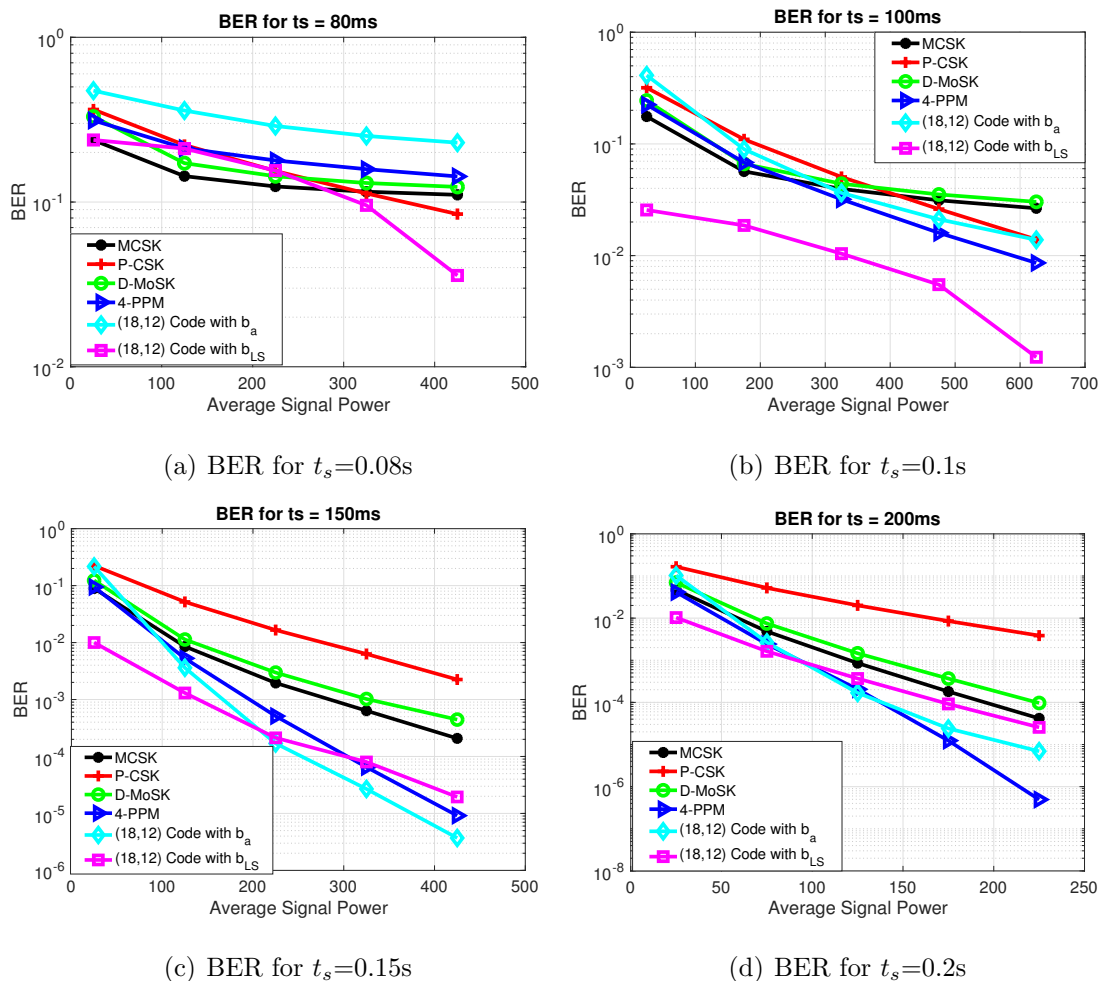 BER for ts = 80ms
10^0
10^-1
10^-2
BER
MCSK
P-CSK
D-MoSK
4-PPM
(18,12) Code with b_a
(18,12) Code with b_LS
0 100 200 300 400 500
Average Signal Power
(a) BER for t_s=0.08s
BER for ts = 100ms
10^0
10^-1
10^-2
10^-3
BER
MCSK
P-CSK
D-MoSK
4-PPM
(18,12) Code with b_a
(18,12) Code with b_LS
0 100 200 300 400 500 600 700
Average Signal Power
(b) BER for t_s=0.1s
BER for ts = 150ms
10^0
10^-1
10^-2
10^-3
10^-4
10^-5
10^-6
BER
MCSK
P-CSK
D-MoSK
4-PPM
(18,12) Code with b_a
(18,12) Code with b_LS
0 100 200 300 400 500
Average Signal Power
(c) BER for t_s=0.15s
BER for ts = 200ms
10^0
10^-2
10^-4
10^-6
10^-8
BER
MCSK
P-CSK
D-MoSK
4-PPM
(18,12) Code with b_a
(18,12) Code with b_LS
0 50 100 150 200 250
Average Signal Power
(d) BER for t_s=0.2s